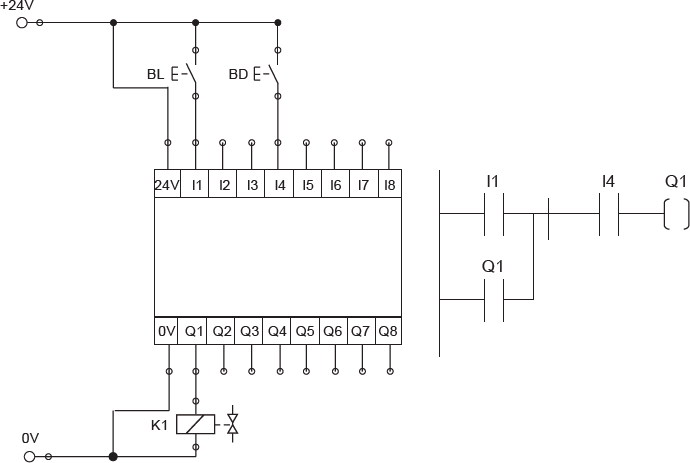 +24V
BL
BD
24V I1 I2 I3 I4 I5 I6 I7 I8
I1 I4 Q1
Q1
0V Q1 Q2 Q3 Q4 Q5 Q6 Q7 Q8
K1
0V